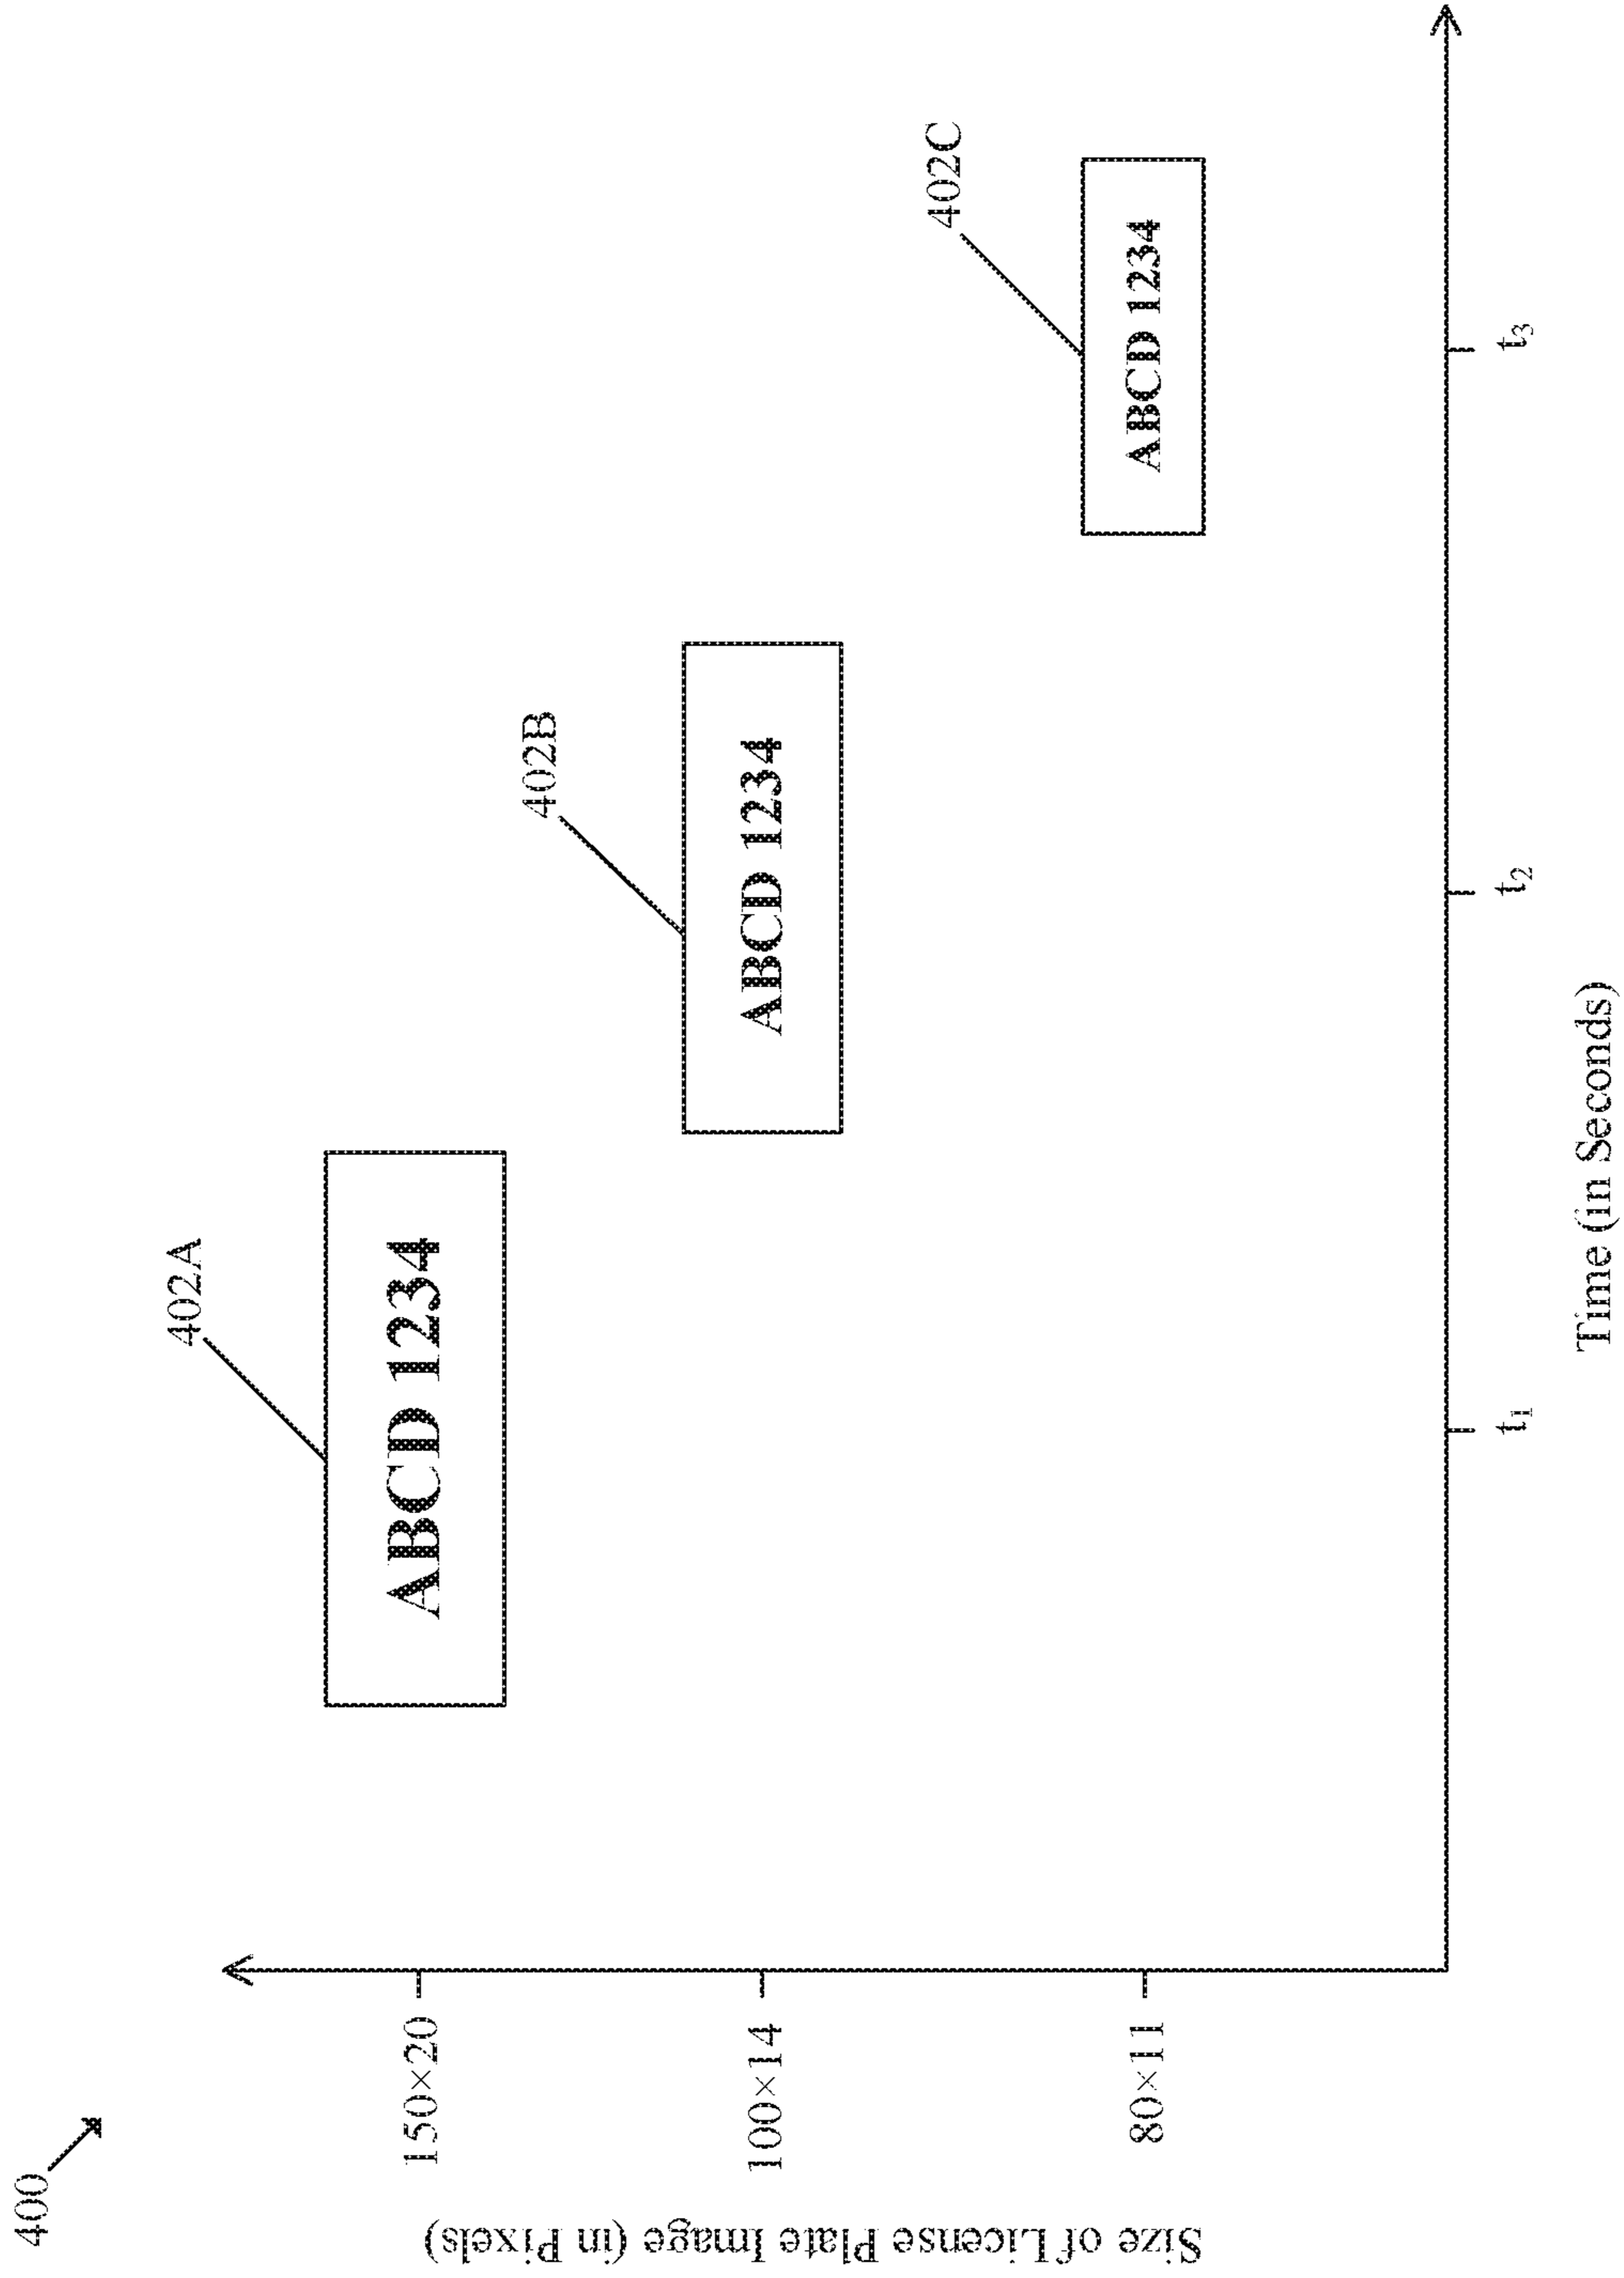 400
Size of License Plate Image (in Pixels)
150×20
100×14
80×11
402A
ABCD 1234
402B
ABCD 1234
402C
ABCD 1234
t₁
t₂
t₃
Time (in Seconds)